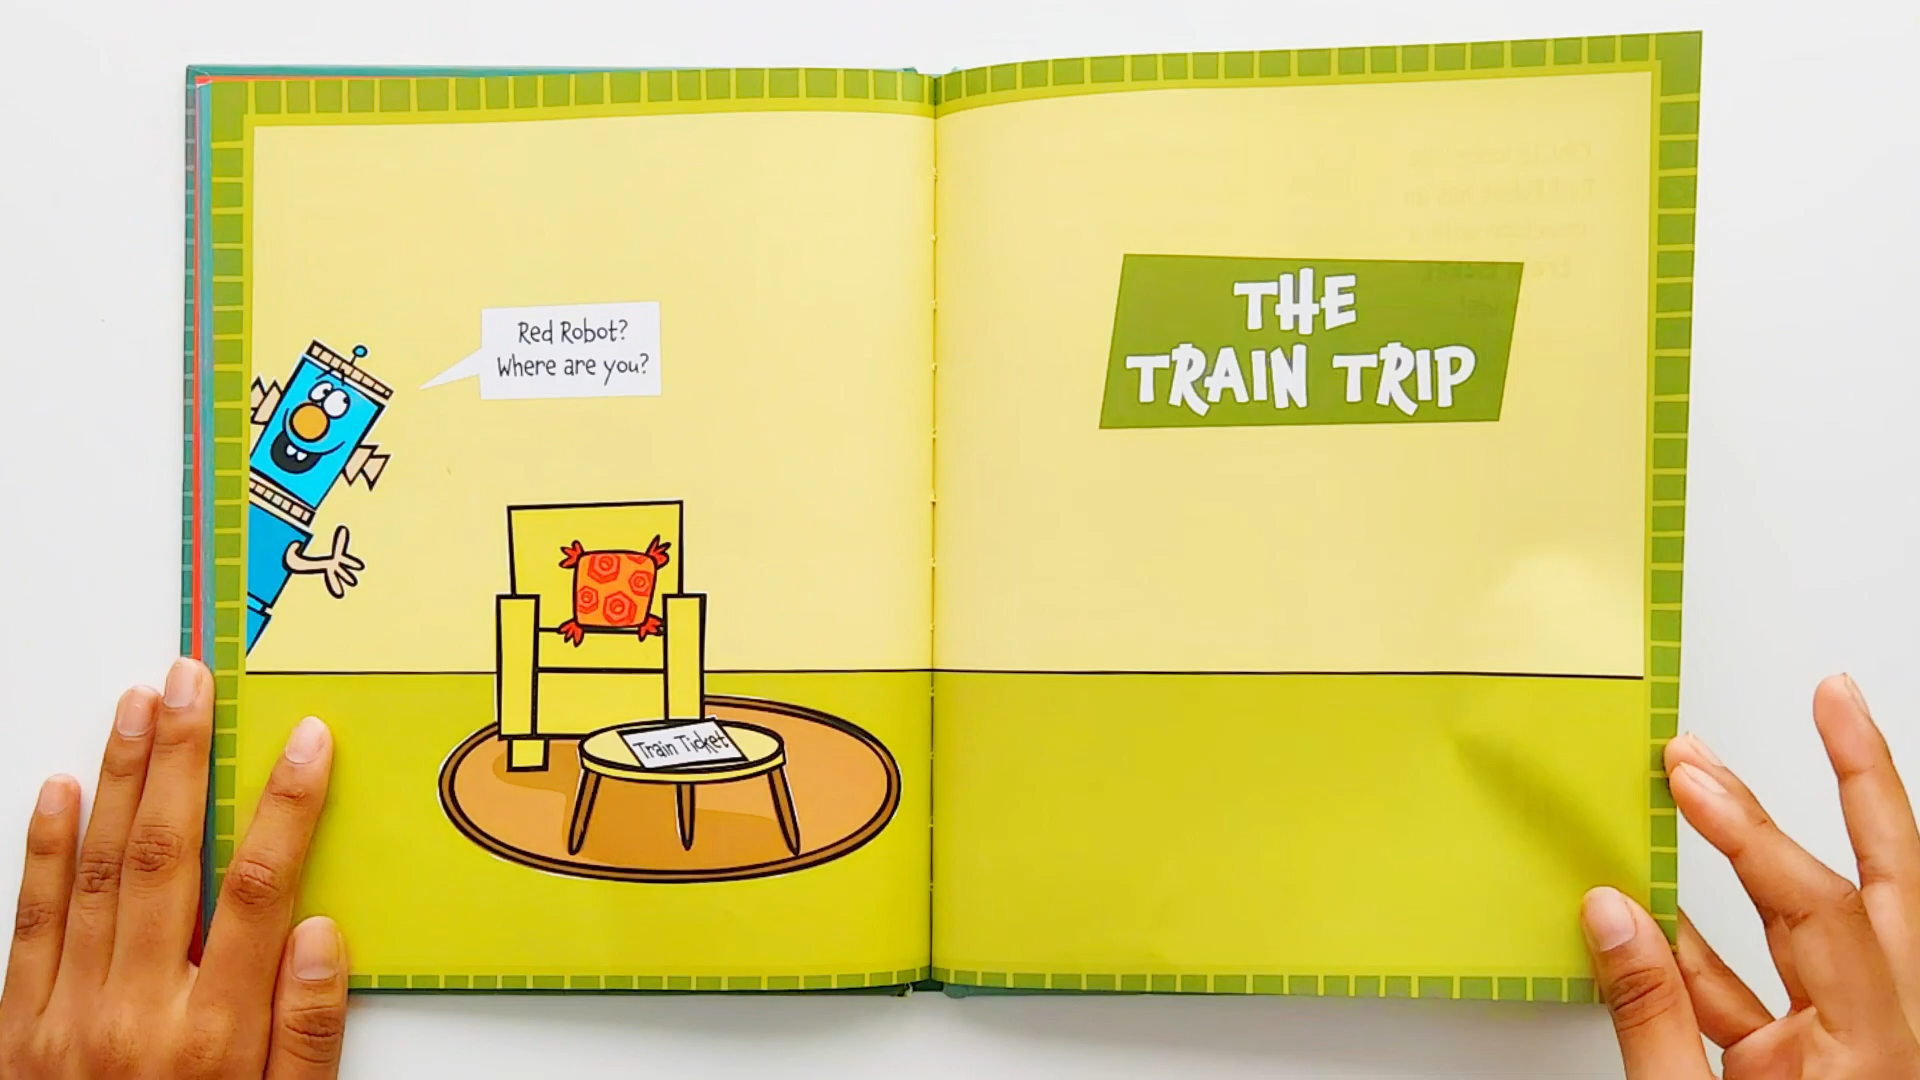 Red Robot?
Where are you?
Train Ticket
THE
TRAIN TRIP